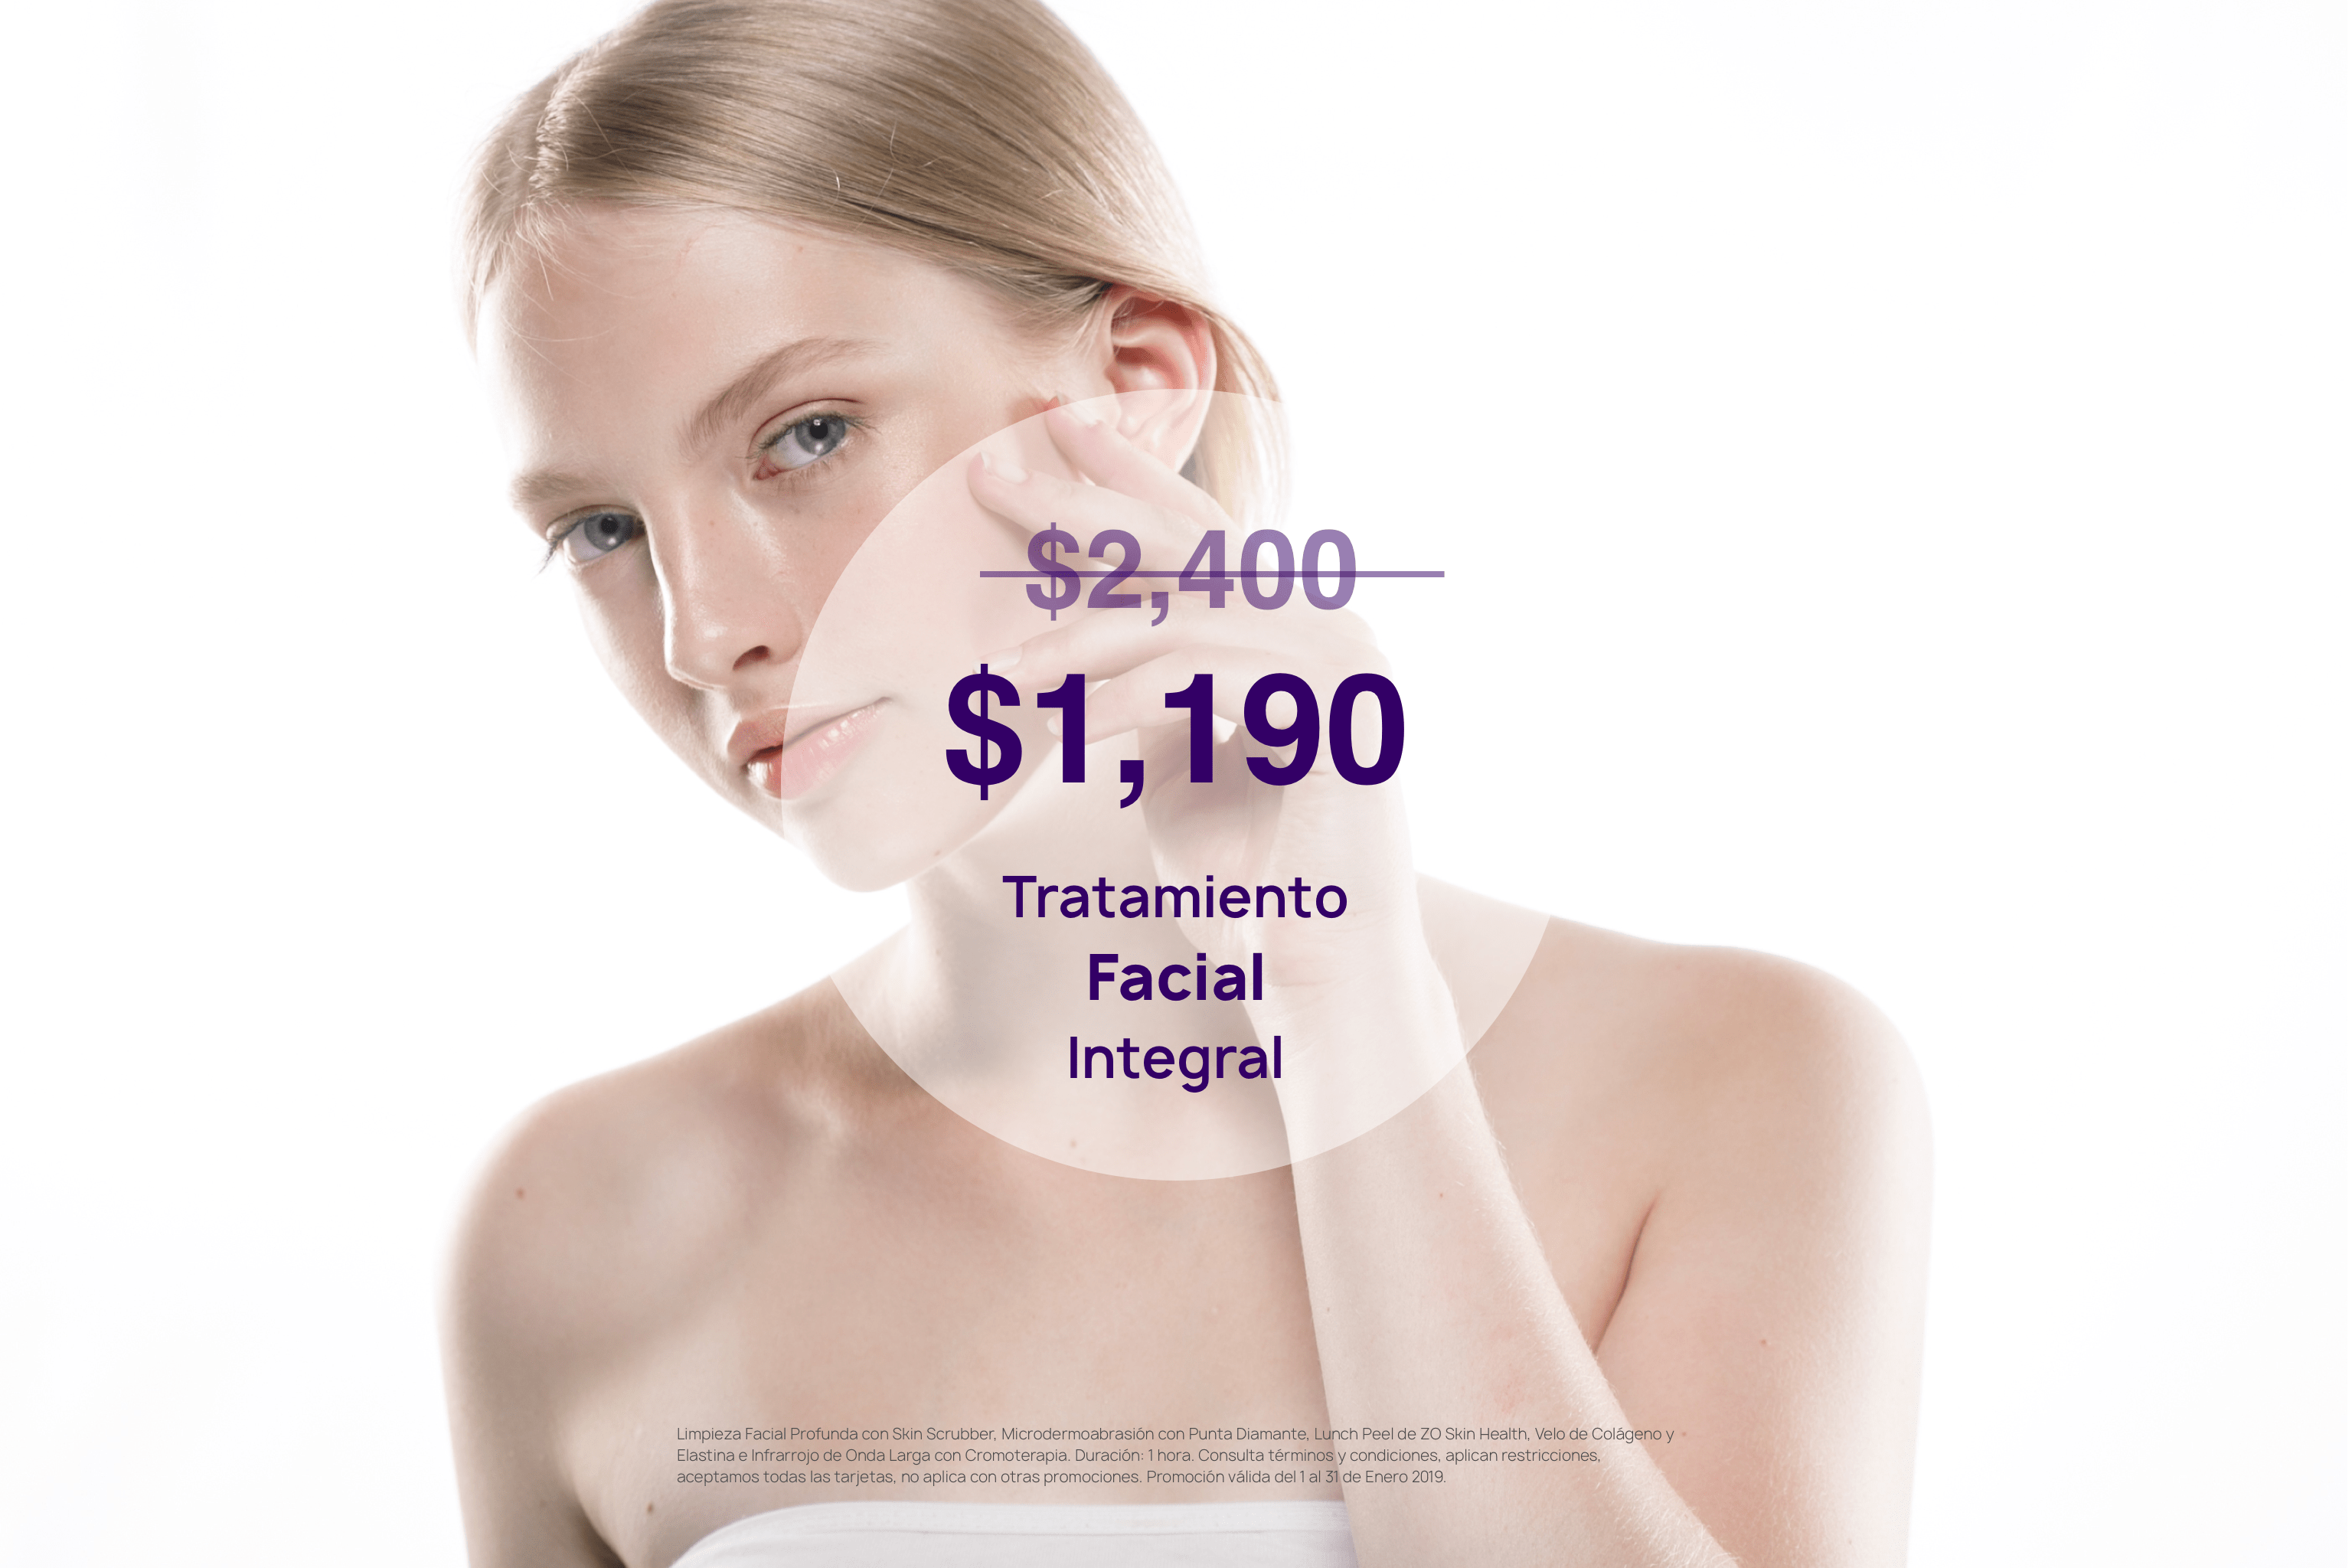 $2,400
$1,190
Tratamiento
Facial
Integral
Limpieza Facial Profunda con Skin Scrubber, Microdermoabrasión con Punta Diamante, Lunch Peel de ZO Skin Health, Velo de Colágeno y
Elastina e Infrarrojo de Onda Larga con Cromoterapia. Duración: 1 hora. Consulta términos y condiciones, aplican restricciones,
aceptamos todas las tarjetas, no aplica con otras promociones. Promoción válida del 1 al 31 de Enero 2019.